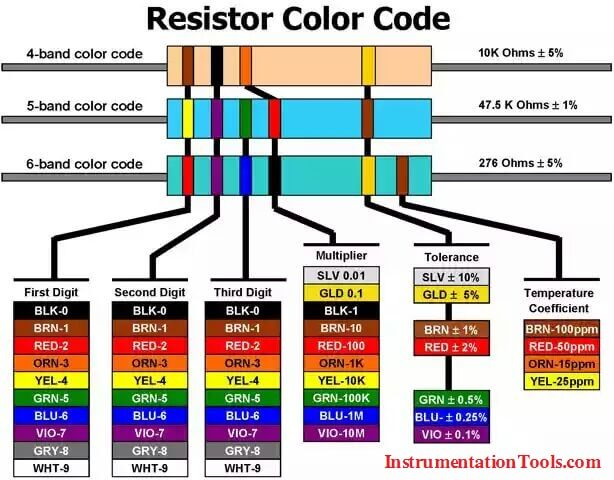 Resistor Color Code
4-band color code
10K Ohms ± 5%
5-band color code
47.5 K Ohms ± 1%
6-band color code
276 Ohms ± 5%
First Digit
BLK-0
BRN-1
RED-2
ORN-3
YEL-4
GRN-5
BLU-6
VIO-7
GRY-8
WHT-9
Second Digit
BLK-0
BRN-1
RED-2
ORN-3
YEL-4
GRN-5
BLU-6
VIO-7
GRY-8
WHT-9
Third Digit
BLK-0
BRN-1
RED-2
ORN-3
YEL-4
GRN-5
BLU-6
VIO-7
GRY-8
WHT-9
Multiplier
SLV 0.01
GLD 0.1
BLK-1
BRN-10
RED-100
ORN-1K
YEL-10K
GRN-100K
BLU-1M
VIO-10M
Tolerance
SLV ± 10%
GLD ± 5%
BRN ± 1%
RED ± 2%
GRN ± 0.5%
BLU- ± 0.25%
VIO ± 0.1%
Temperature
Coefficient
BRN-100ppm
RED-50ppm
ORN-15ppm
YEL-25ppm
InstrumentationTools.com